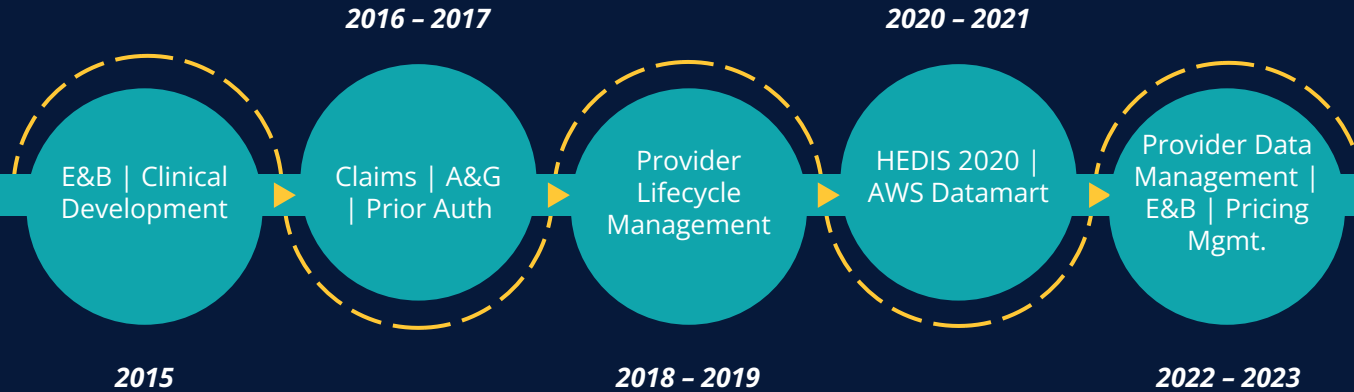 2016 – 2017
2020 – 2021
E&B | Clinical
Development
Claims | A&G
| Prior Auth
Provider
Lifecycle
Management
HEDIS 2020 |
AWS Datamart
Provider Data
Management |
E&B | Pricing
Mgmt.
2015
2018 – 2019
2022 – 2023